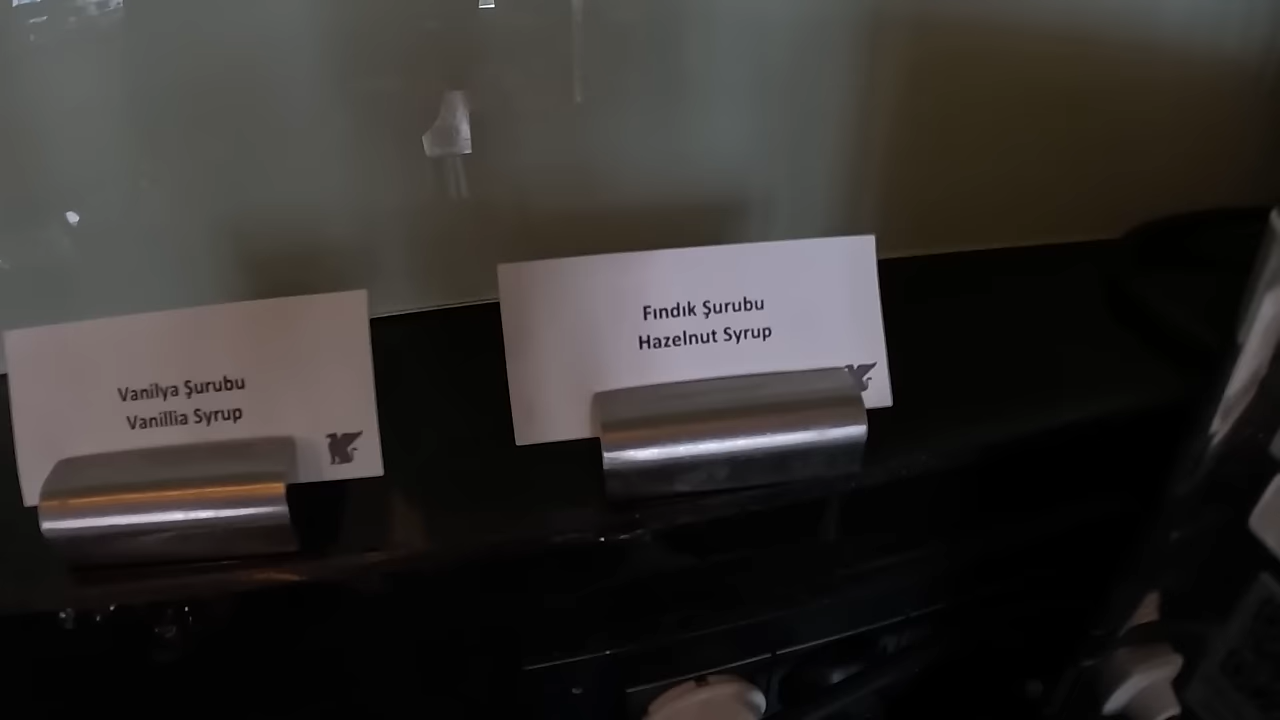 Vanilya Şurubu
Vanillia Syrup
Fındık Şurubu
Hazelnut Syrup